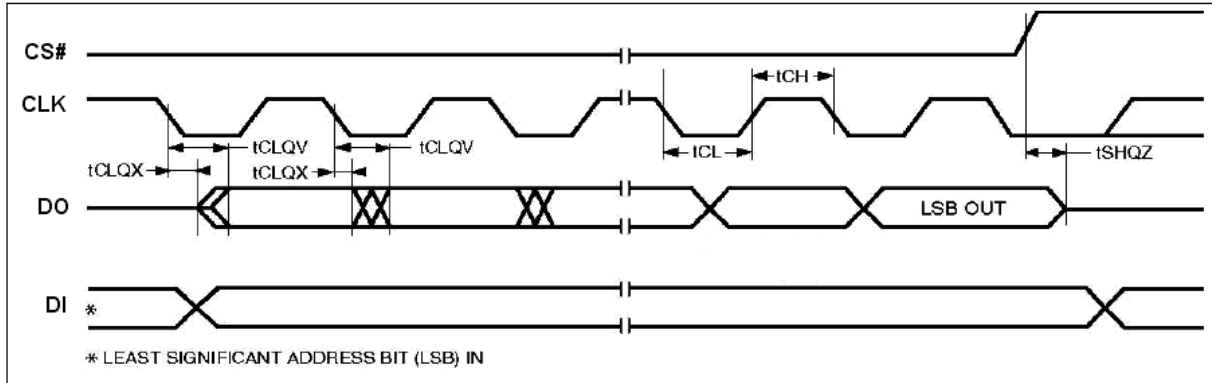 CS#
tCH
CLK
tCLQV
tCLQV
tCL
tCLQX
tCLQX
tSHQZ
DO
LSB OUT
DI
*
* LEAST SIGNIFICANT ADDRESS BIT (LSB) IN